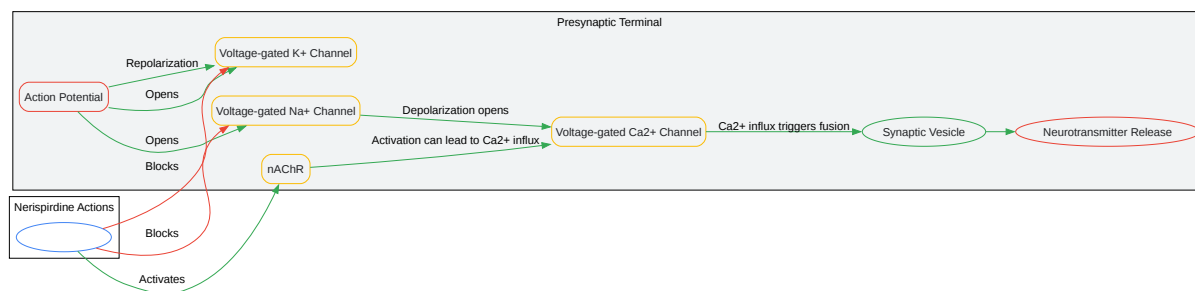 Presynaptic Terminal
Voltage-gated K+ Channel
Repolarization
Action Potential
Opens
Voltage-gated Na+ Channel
Depolarization opens
Voltage-gated Ca2+ Channel
Ca2+ influx triggers fusion
Synaptic Vesicle
Neurotransmitter Release
Opens
Activation can lead to Ca2+ influx
Blocks
nAChR
Nerispirdine Actions
Blocks
Activates